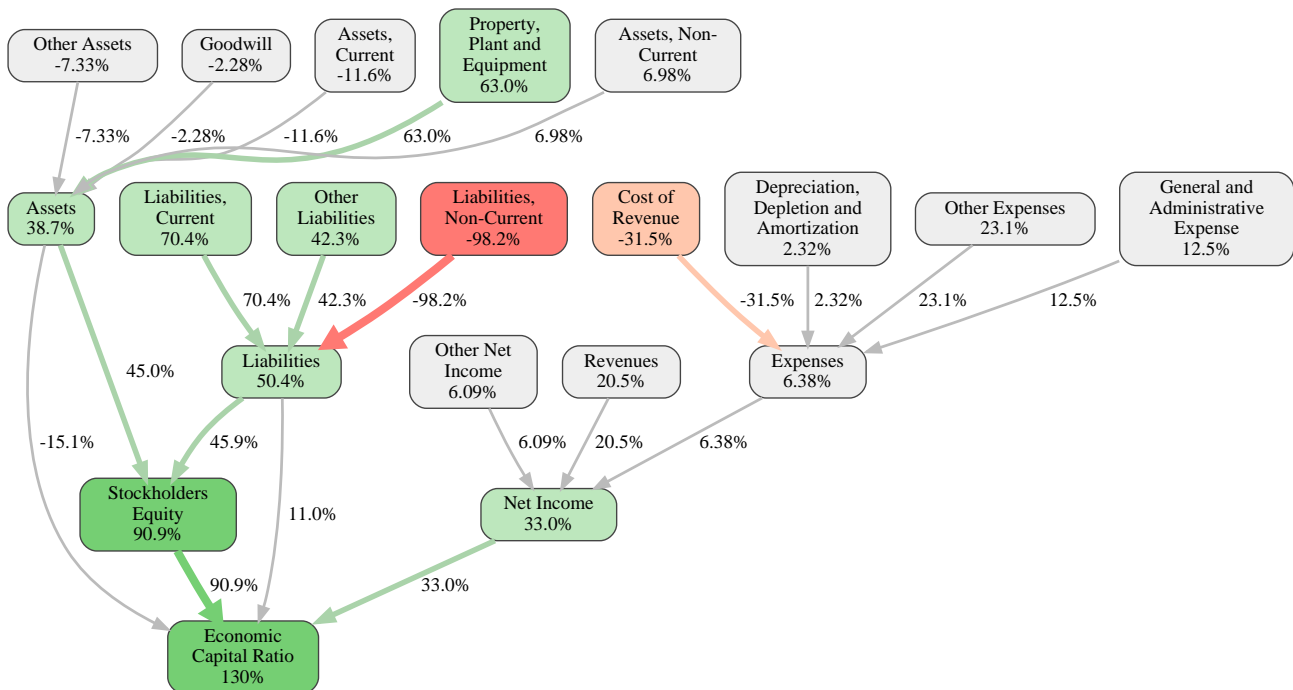 Other Assets
-7.33%
Goodwill
-2.28%
Assets,
Current
-11.6%
Property,
Plant and
Equipment
63.0%
Assets, Non-
Current
6.98%
-7.33%
-2.28%
-11.6%
63.0%
6.98%
Assets
38.7%
Liabilities,
Current
70.4%
Other
Liabilities
42.3%
Liabilities,
Non-Current
-98.2%
Cost of
Revenue
-31.5%
Depreciation,
Depletion and
Amortization
2.32%
Other Expenses
23.1%
General and
Administrative
Expense
12.5%
70.4%
42.3%
-98.2%
-31.5%
2.32%
23.1%
12.5%
45.0%
Liabilities
50.4%
Other Net
Income
6.09%
Revenues
20.5%
Expenses
6.38%
-15.1%
45.9%
6.09%
20.5%
6.38%
Stockholders
Equity
90.9%
11.0%
Net Income
33.0%
90.9%
33.0%
Economic
Capital Ratio
130%